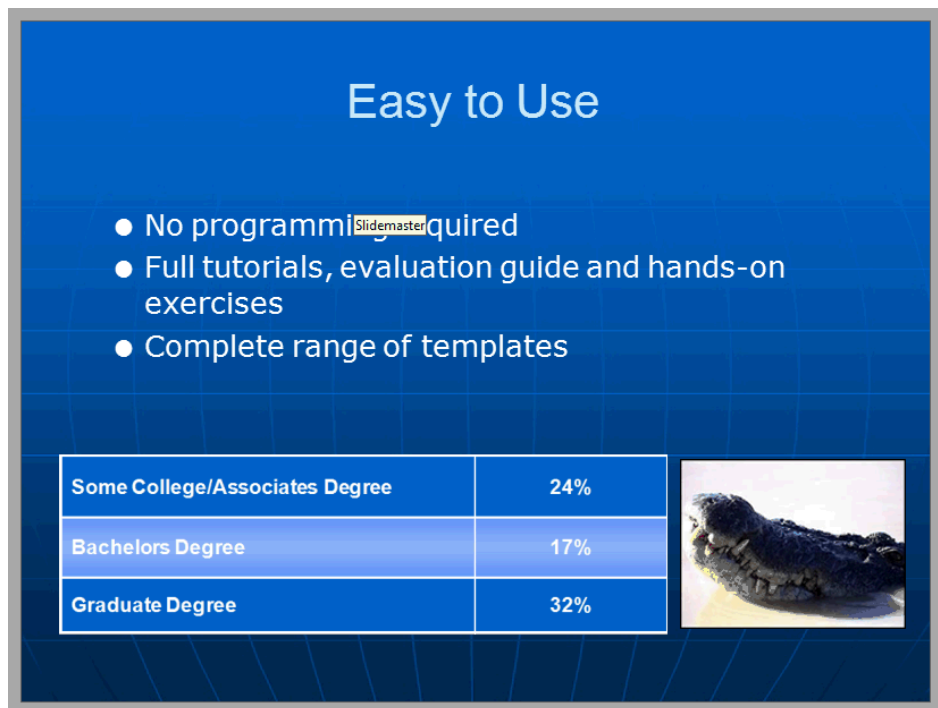 Easy to Use
No programmi
Slidemaster
quired
Full tutorials, evaluation guide and hands-on
exercises
Complete range of templates
Some College/Associates Degree 24%
Bachelors Degree 17%
Graduate Degree 32%